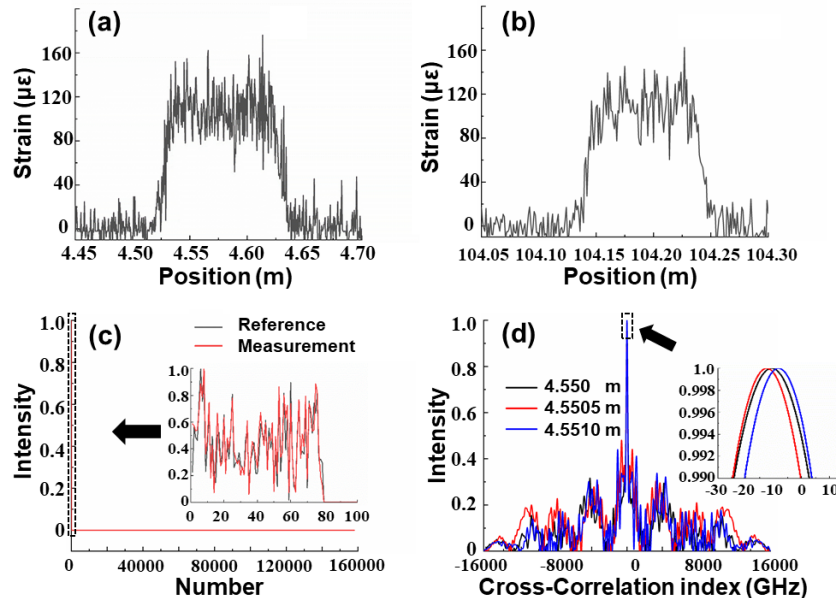 (a)
160
120
80
40
0
Strain (με)
4.45 4.50 4.55 4.60 4.65 4.70
Position (m)
(b)
160
120
80
40
0
Strain (με)
104.05 104.10 104.15 104.20 104.25 104.30
Position (m)
(c)
1.0
0.8
0.6
0.4
0.2
0
Intensity
Reference
Measurement
1.0
0.8
0.6
0.4
0.2
0
0 20 40 60 80 100
0 40000 80000 120000 160000
Number
(d)
1.0
0.8
0.6
0.4
0.2
0
Intensity
4.550 m
4.5505 m
4.5510 m
1.000
0.998
0.996
0.994
0.992
0.990
-30 -20 -10 0 10
-16000 -8000 0 8000 16000
Cross-Correlation index (GHz)